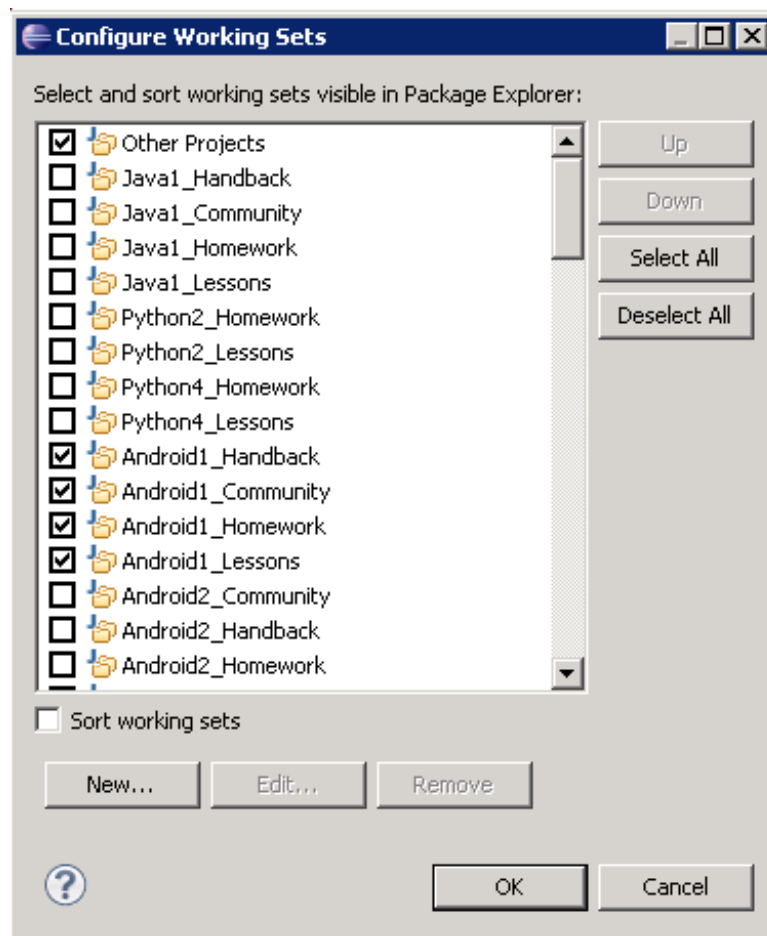 Configure Working Sets
Select and sort working sets visible in Package Explorer:
Other Projects
Java1_Handback
Java1_Community
Java1_Homework
Java1_Lessons
Python2_Homework
Python2_Lessons
Python4_Homework
Python4_Lessons
Android1_Handback
Android1_Community
Android1_Homework
Android1_Lessons
Android2_Community
Android2_Handback
Android2_Homework
Up
Down
Select All
Deselect All
Sort working sets
New...
Edit...
Remove
?
OK
Cancel